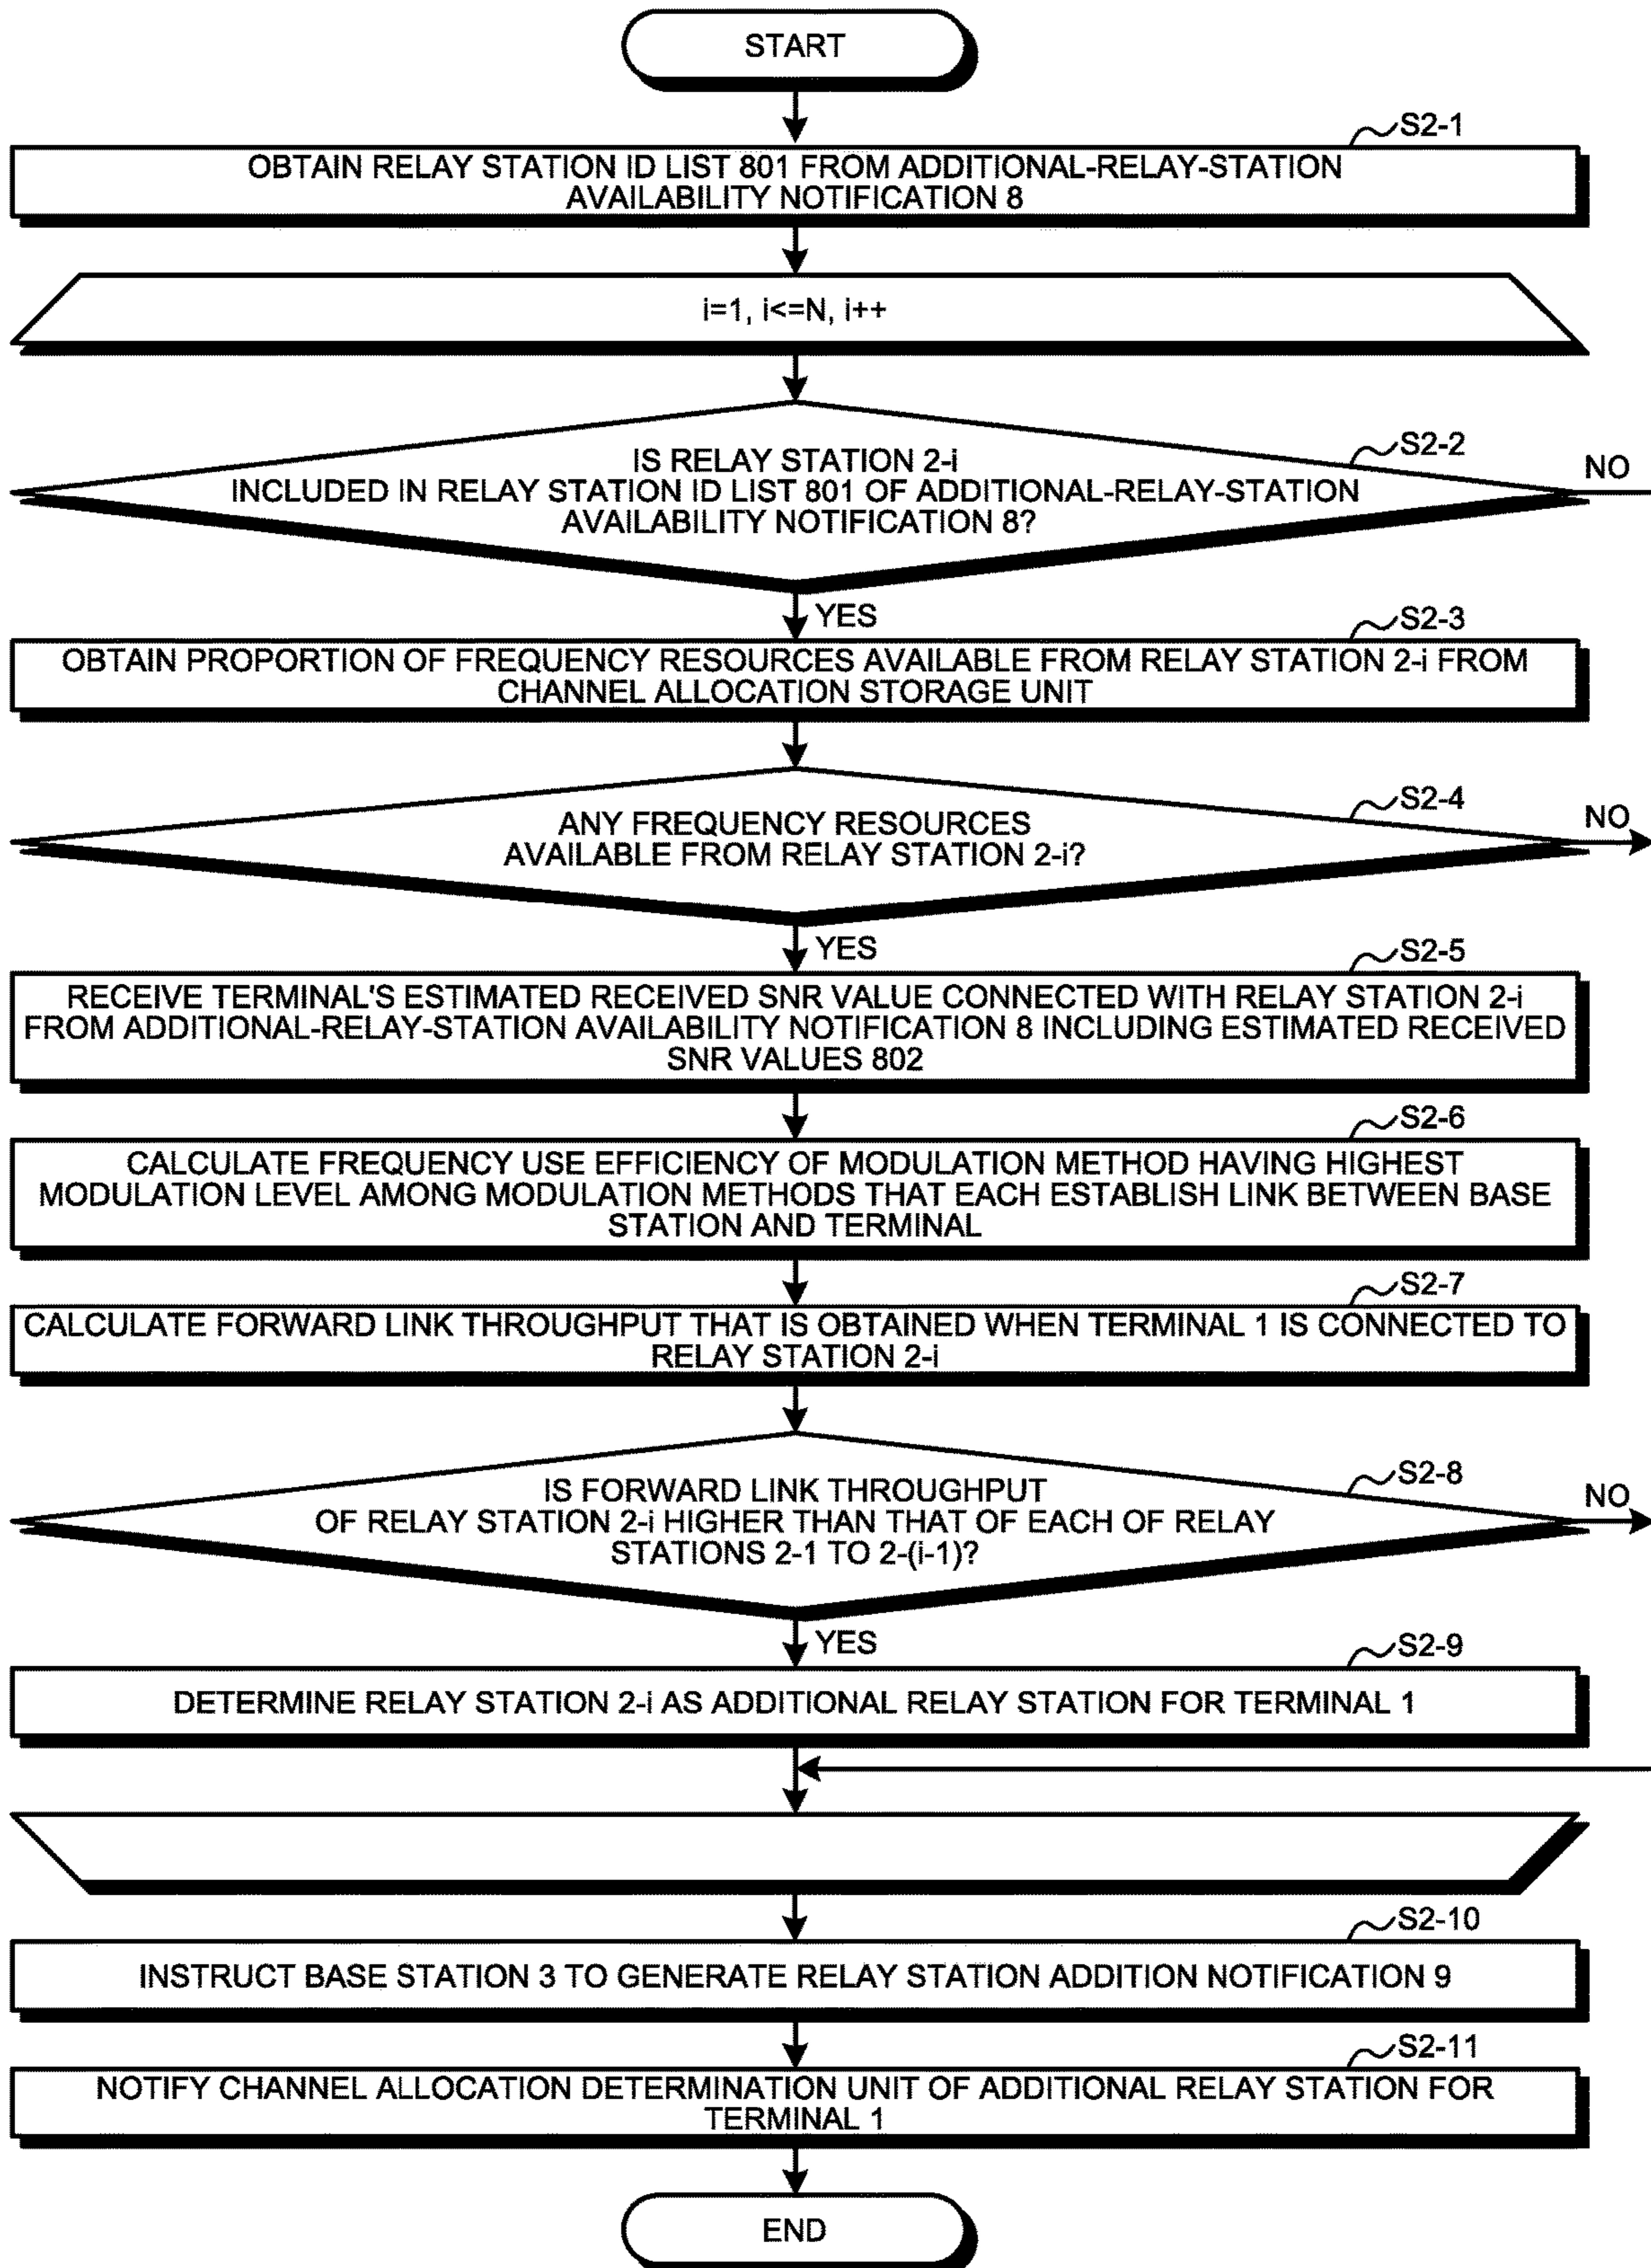 START
S2-1
OBTAIN RELAY STATION ID LIST 801 FROM ADDITIONAL-RELAY-STATION
AVAILABILITY NOTIFICATION 8
i=1, i<=N, i++
S2-2
IS RELAY STATION 2-i
INCLUDED IN RELAY STATION ID LIST 801 OF ADDITIONAL-RELAY-STATION
AVAILABILITY NOTIFICATION 8?
NO
YES
S2-3
OBTAIN PROPORTION OF FREQUENCY RESOURCES AVAILABLE FROM RELAY STATION 2-i FROM
CHANNEL ALLOCATION STORAGE UNIT
S2-4
ANY FREQUENCY RESOURCES
AVAILABLE FROM RELAY STATION 2-i?
NO
YES
S2-5
RECEIVE TERMINAL'S ESTIMATED RECEIVED SNR VALUE CONNECTED WITH RELAY STATION 2-i
FROM ADDITIONAL-RELAY-STATION AVAILABILITY NOTIFICATION 8 INCLUDING ESTIMATED RECEIVED
SNR VALUES 802
S2-6
CALCULATE FREQUENCY USE EFFICIENCY OF MODULATION METHOD HAVING HIGHEST
MODULATION LEVEL AMONG MODULATION METHODS THAT EACH ESTABLISH LINK BETWEEN BASE
STATION AND TERMINAL
S2-7
CALCULATE FORWARD LINK THROUGHPUT THAT IS OBTAINED WHEN TERMINAL 1 IS CONNECTED TO
RELAY STATION 2-i
S2-8
IS FORWARD LINK THROUGHPUT
OF RELAY STATION 2-i HIGHER THAN THAT OF EACH OF RELAY
STATIONS 2-1 TO 2-(i-1)?
NO
YES
S2-9
DETERMINE RELAY STATION 2-i AS ADDITIONAL RELAY STATION FOR TERMINAL 1
S2-10
INSTRUCT BASE STATION 3 TO GENERATE RELAY STATION ADDITION NOTIFICATION 9
S2-11
NOTIFY CHANNEL ALLOCATION DETERMINATION UNIT OF ADDITIONAL RELAY STATION FOR
TERMINAL 1
END